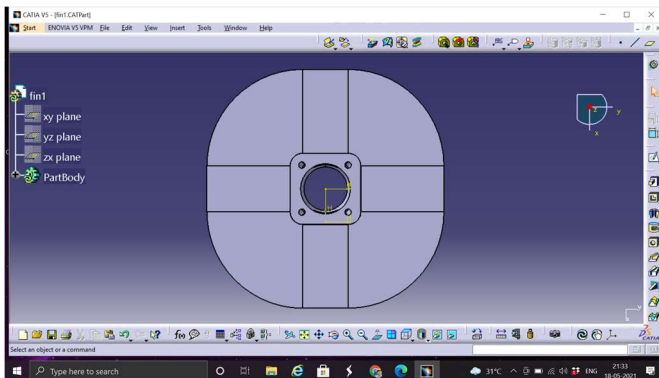 CATIA V5 - [fin1.CATPart]
Start ENOVIA V5 VPM File Edit View Insert Tools Window Help
fin1
xy plane
yz plane
zx plane
PartBody
z y
x
H
f(x)
CATIA
Select an object or a command
Type here to search
31°C ENG 21:33
18-05-2021